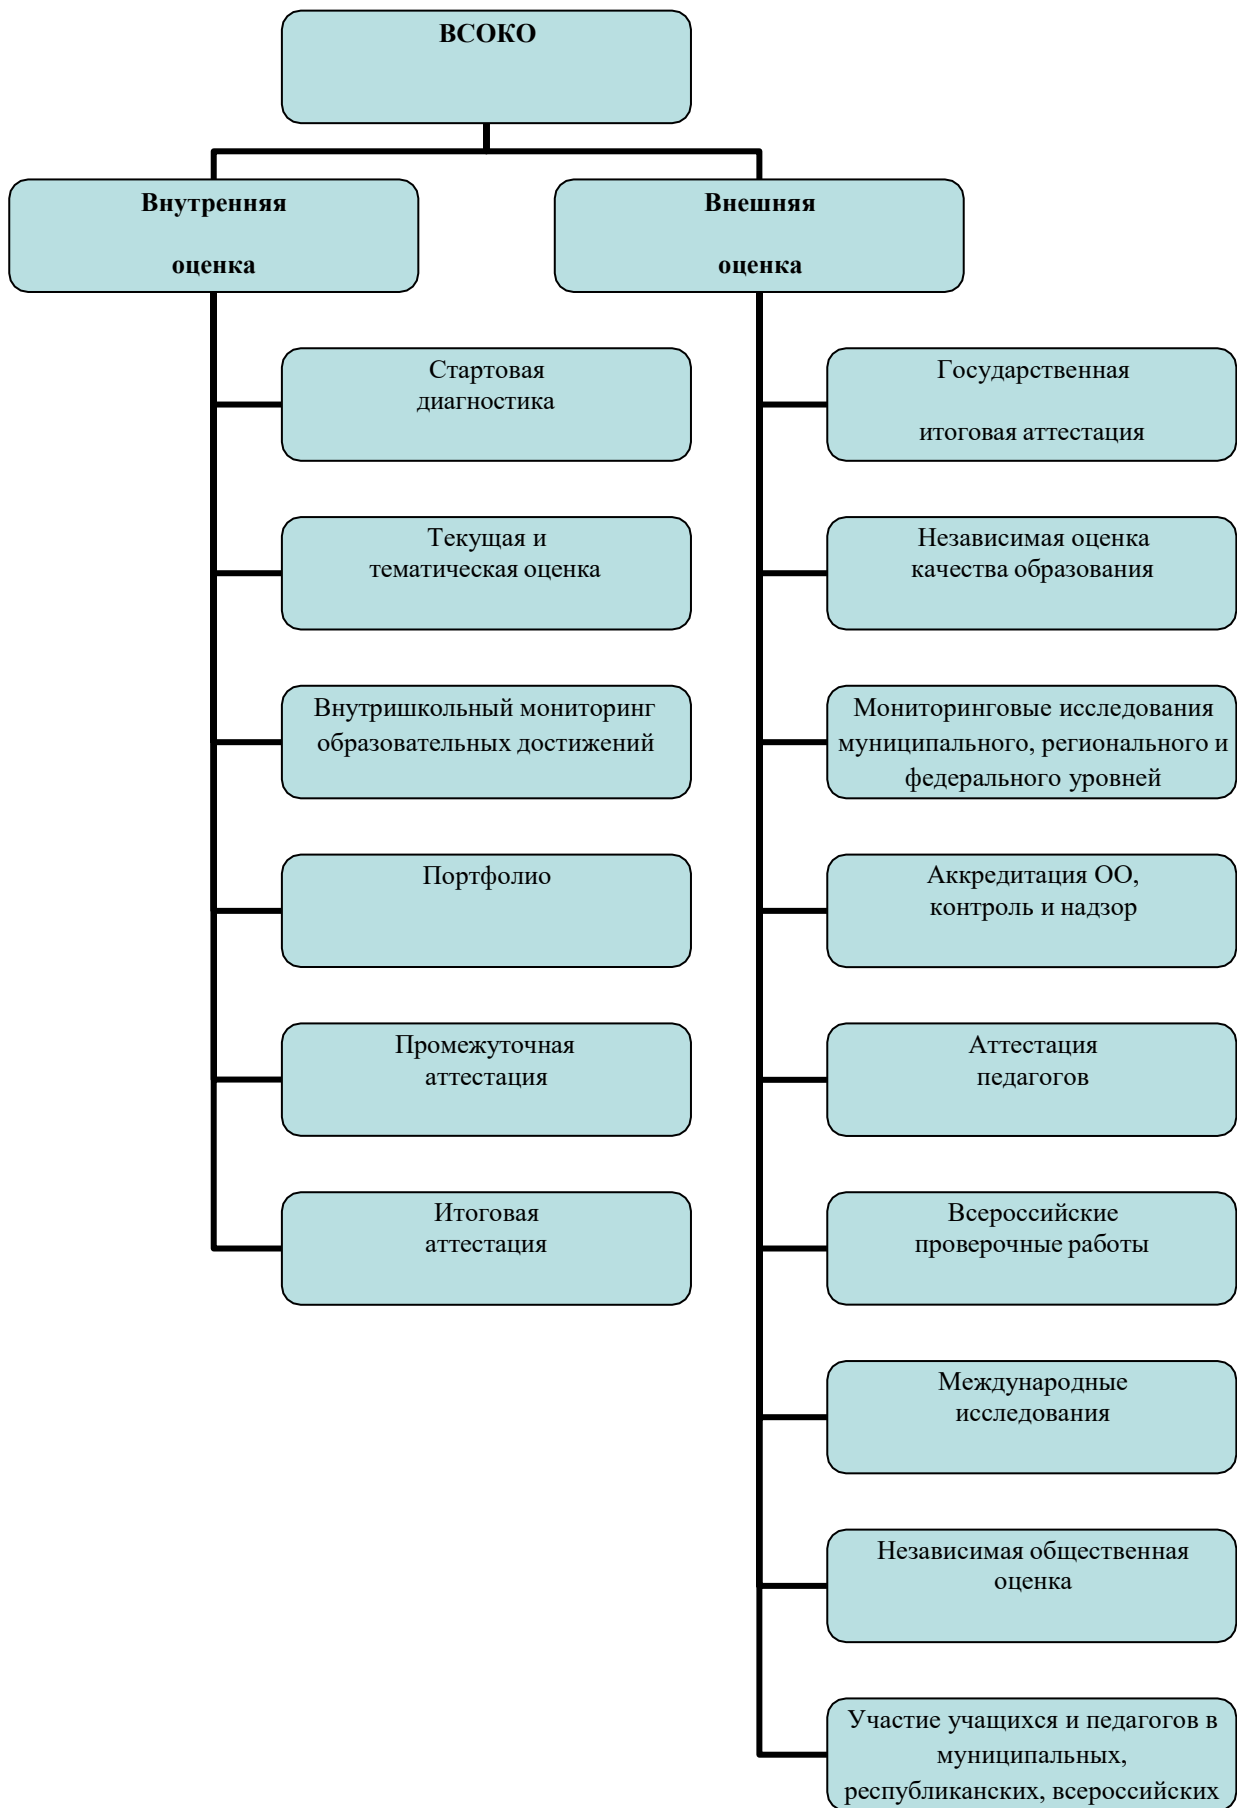 ВСОКО
Внутренняя
оценка
Внешняя
оценка
Стартовая
диагностика
Текущая и
тематическая оценка
Внутришкольный мониторинг
образовательных достижений
Портфолио
Промежуточная
аттестация
Итоговая
аттестация
Государственная
итоговая аттестация
Независимая оценка
качества образования
Мониторинговые исследования
муниципального, регионального и
федерального уровней
Аккредитация ОО,
контроль и надзор
Аттестация
педагогов
Всероссийские
проверочные работы
Международные
исследования
Независимая общественная
оценка
Участие учащихся и педагогов в
муниципальных,
республиканских, всероссийских